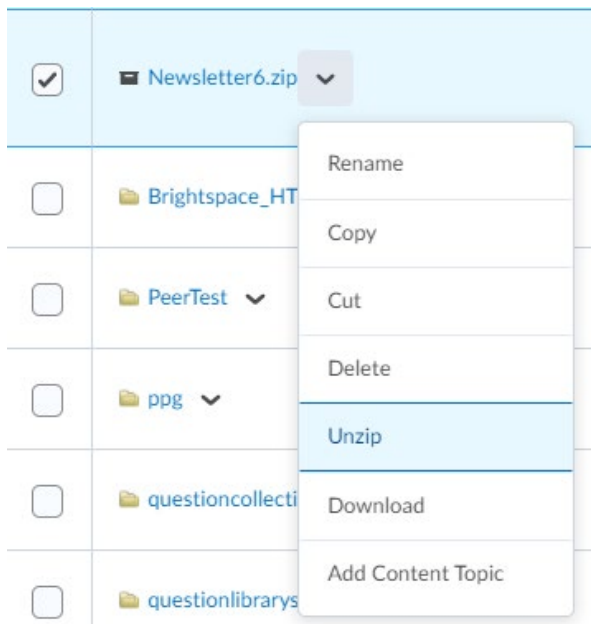 Newsletter6.zip
Rename
Brightspace_HT
Copy
PeerTest
Cut
Delete
ppg
Unzip
questioncollecti
Download
Add Content Topic
questionlibrarys